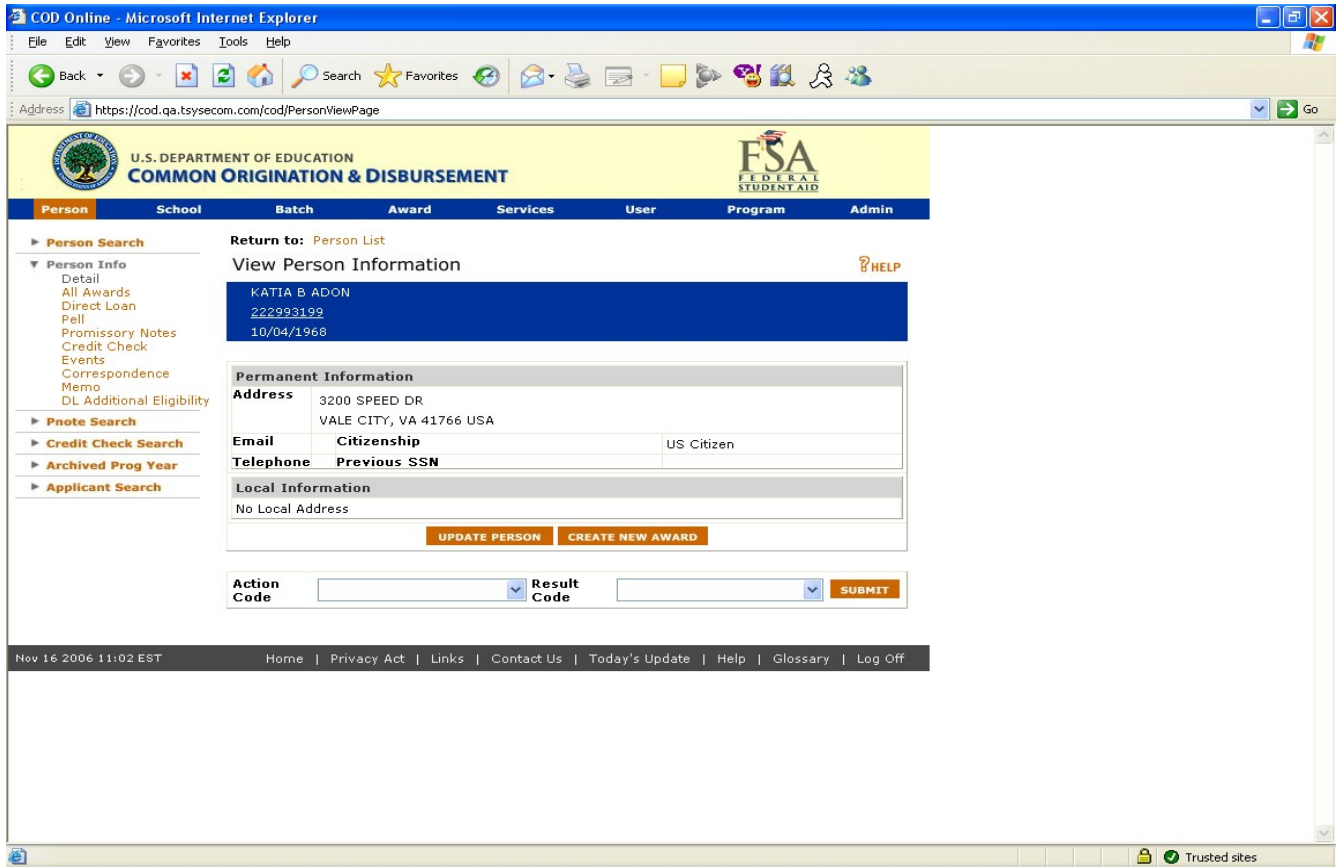 COD Online - Microsoft Internet Explorer
File Edit View Favorites Tools Help
Back Search Favorites
Address https://cod.qa.tsysecom.com/cod/PersonViewPage Go
U.S. DEPARTMENT OF EDUCATION
COMMON ORIGINATION & DISBURSEMENT
FSA
FEDERAL
STUDENT AID
Person School Batch Award Services User Program Admin
Person Search
Person Info
Detail
All Awards
Direct Loan
Pell
Promissory Notes
Credit Check
Events
Correspondence
Memo
DL Additional Eligibility
Pnote Search
Credit Check Search
Archived Prog Year
Applicant Search
Return to: Person List
View Person Information
? HELP
KATIA B ADON
222993199
10/04/1968
Permanent Information
Address 3200 SPEED DR
VALE CITY, VA 41766 USA
Email Citizenship US Citizen
Telephone Previous SSN
Local Information
No Local Address
UPDATE PERSON CREATE NEW AWARD
Action Code Result Code SUBMIT
Nov 16 2006 11:02 EST Home | Privacy Act | Links | Contact Us | Today's Update | Help | Glossary | Log Off
Trusted sites